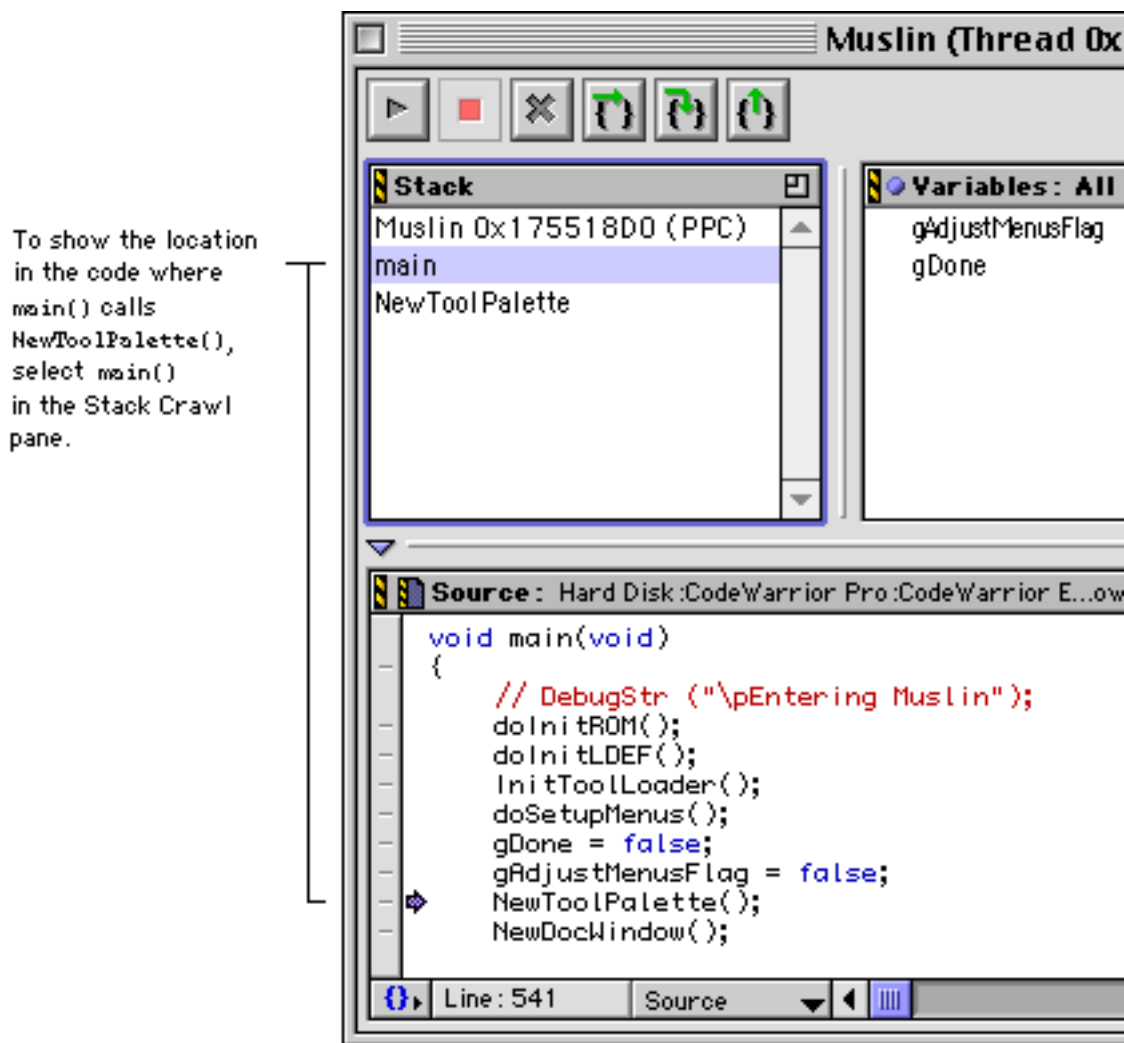 Muslin (Thread 0x
Stack
Variables: All
Muslin 0x175518D0 (PPC)
main
NewToolPalette
gAdjustMenusFlag
gDone
To show the location
in the code where
main() calls
NewToolPalette(),
select main()
in the Stack Crawl
pane.
Source: Hard Disk:CodeWarrior Pro:CodeWarrior E...ow
void main(void)
{
// DebugStr ("\pEntering Muslin");
doInitROM();
doInitLDEF();
InitToolLoader();
doSetupMenus();
gDone = false;
gAdjustMenusFlag = false;
NewToolPalette();
NewDocWindow();
Line: 541
Source